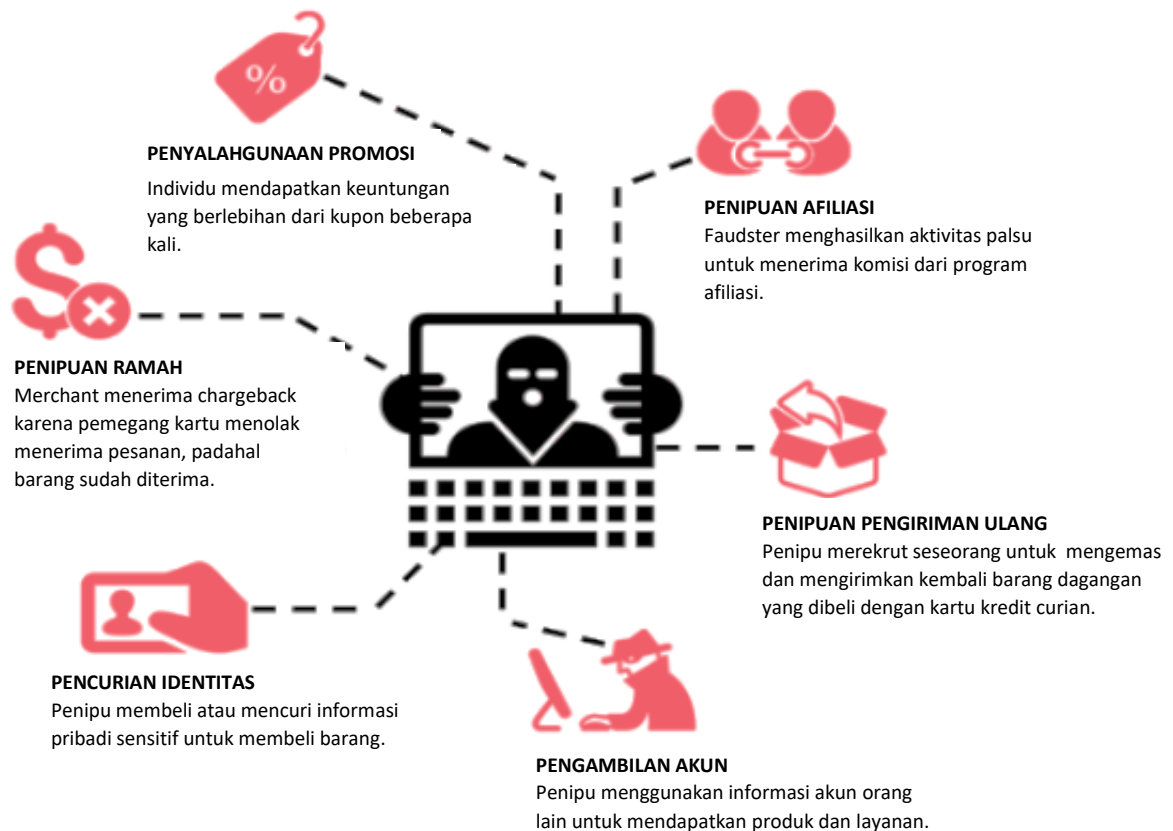 %
PENYALAHGUNAAN PROMOSI
Individu mendapatkan keuntungan
yang berlebihan dari kupon beberapa
kali.
PENIPUAN AFILIASI
Faudster menghasilkan aktivitas palsu
untuk menerima komisi dari program
afiliasi.
$
PENIPUAN RAMAH
Merchant menerima chargeback
karena pemegang kartu menolak
menerima pesanan, padahal
barang sudah diterima.
PENIPUAN PENGIRIMAN ULANG
Penipu merekrut seseorang untuk mengemas
dan mengirimkan kembali barang dagangan
yang dibeli dengan kartu kredit curian.
PENCURIAN IDENTITAS
Penipu membeli atau mencuri informasi
pribadi sensitif untuk membeli barang.
PENGAMBILAN AKUN
Penipu menggunakan informasi akun orang
lain untuk mendapatkan produk dan layanan.